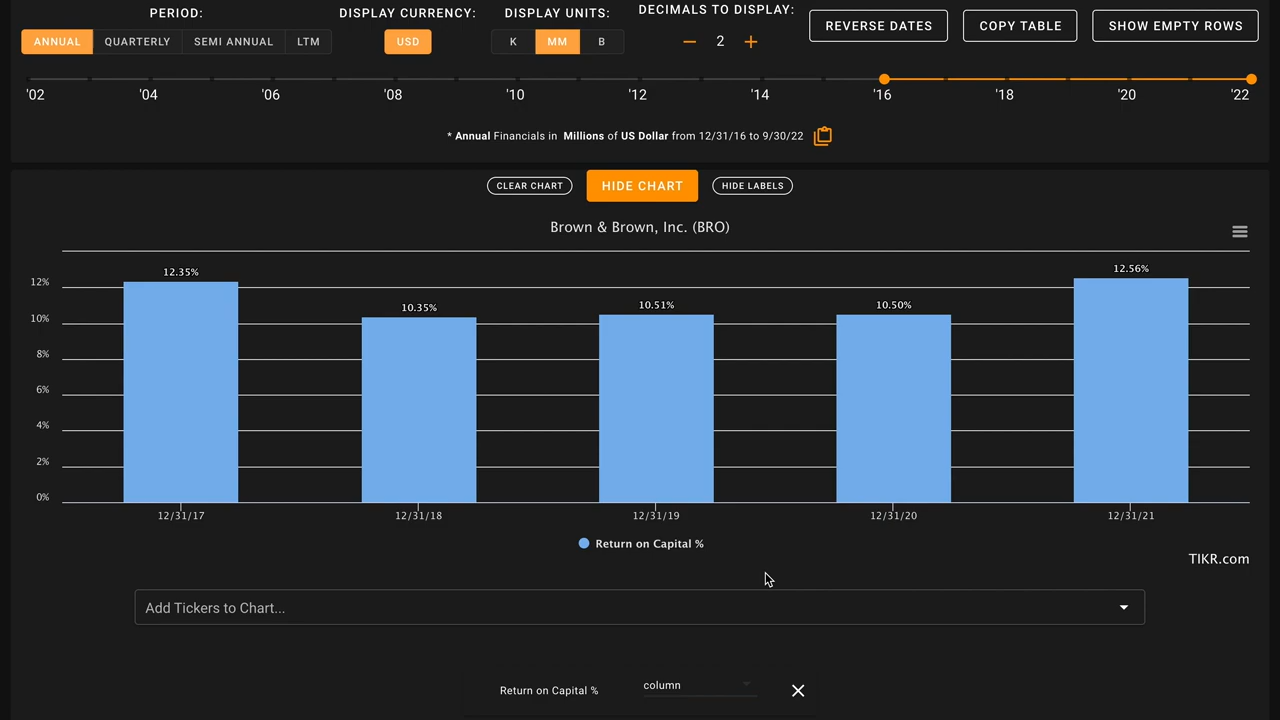 PERIOD:
DISPLAY CURRENCY:
DISPLAY UNITS:
DECIMALS TO DISPLAY:
ANNUAL
QUARTERLY
SEMI ANNUAL
LTM
USD
K
MM
B
2
REVERSE DATES
COPY TABLE
SHOW EMPTY ROWS
'02
'04
'06
'08
'10
'12
'14
'16
'18
'20
'22
* Annual Financials in Millions of US Dollar from 12/31/16 to 9/30/22
CLEAR CHART
HIDE CHART
HIDE LABELS
Brown & Brown, Inc. (BRO)
12%
10%
8%
6%
4%
2%
0%
12.35%
10.35%
10.51%
10.50%
12.56%
12/31/17
12/31/18
12/31/19
12/31/20
12/31/21
Return on Capital %
TIKR.com
Add Tickers to Chart...
Return on Capital %
column